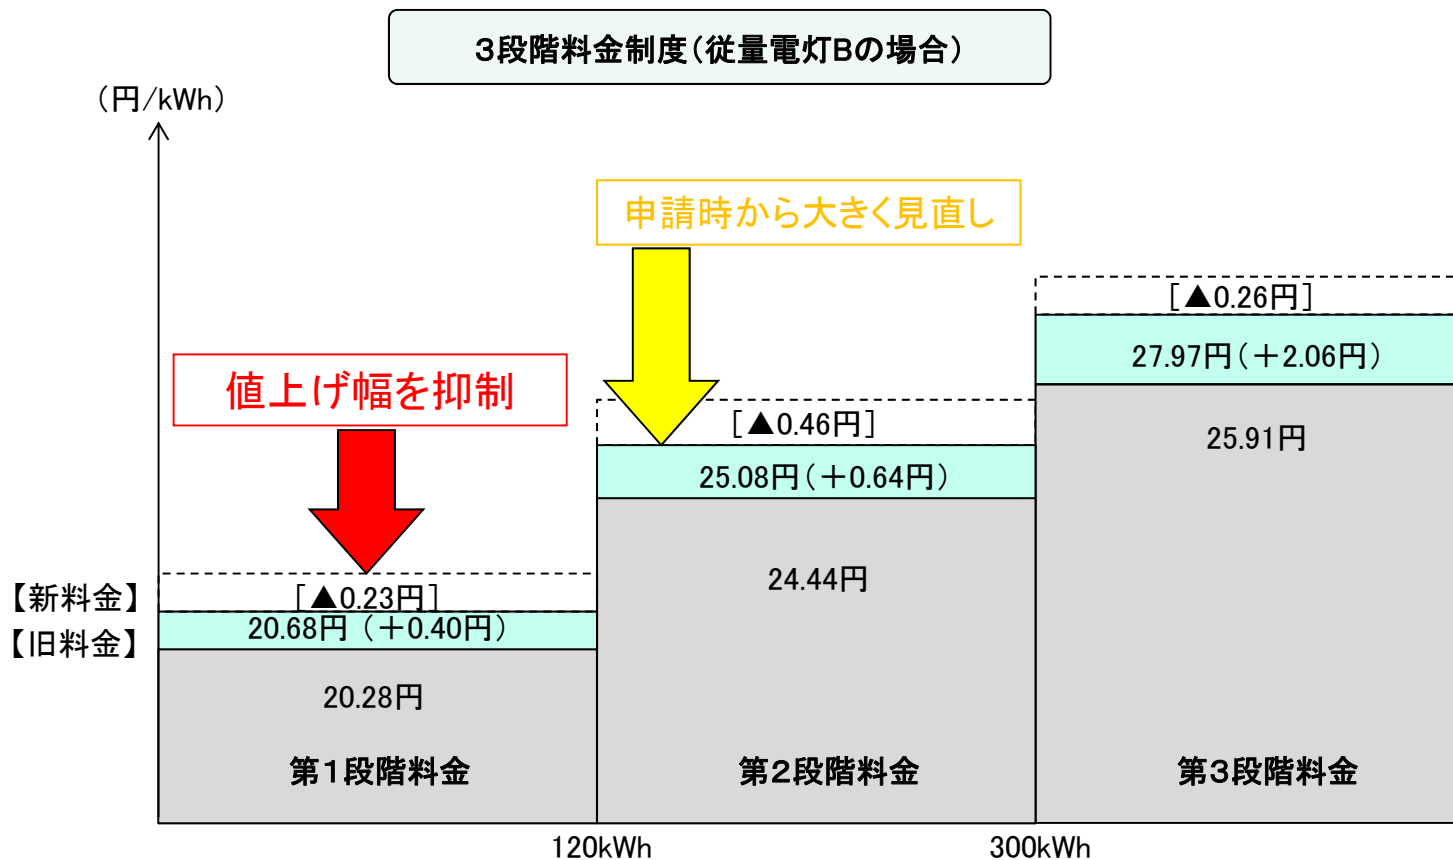 3段階料金制度(従量電灯Bの場合)
(円/kWh)
申請時から大きく見直し
[▲0.26円]
27.97円(+2.06円)
値上げ幅を抑制
[▲0.46円]
25.91円
25.08円(+0.64円)
24.44円
【新料金】
[▲0.23円]
20.68円(+0.40円)
【旧料金】
20.28円
第1段階料金
第2段階料金
第3段階料金
120kWh
300kWh